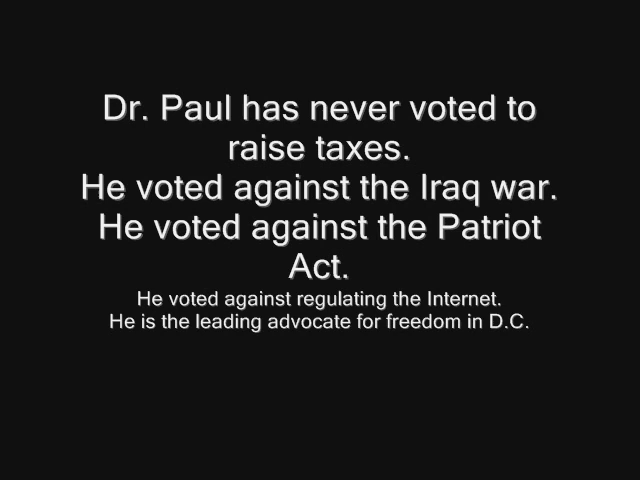 Dr. Paul has never voted to
raise taxes.
He voted against the Iraq war.
He voted against the Patriot
Act.
He voted against regulating the Internet.
He is the leading advocate for freedom in D.C.